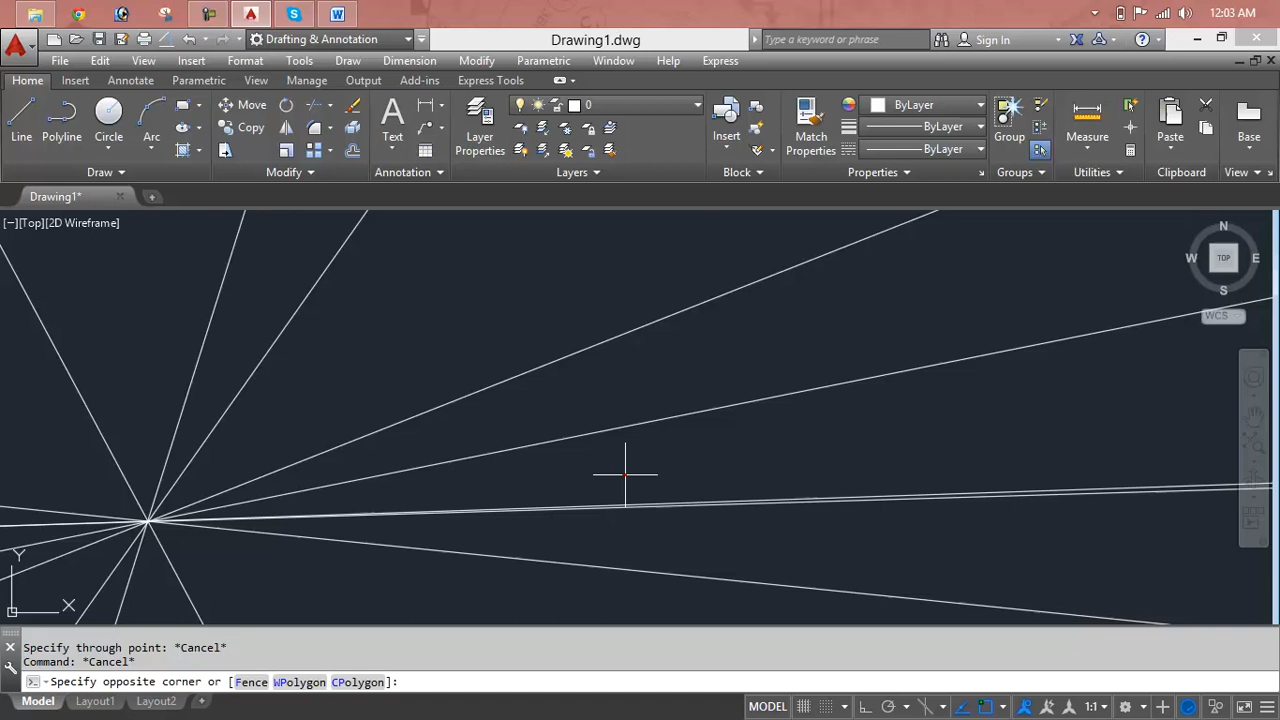 12:03 AM
Drafting & Annotation
Drawing1.dwg
Type a keyword or phrase
Sign In
File Edit View Insert Format Tools Draw Dimension Modify Parametric Window Help Express
Home Insert Annotate Parametric View Manage Output Add-ins Express Tools
Move
Copy
0
ByLayer
ByLayer
ByLayer
Line Polyline Circle Arc
Text
Layer Properties
Insert
Match Properties
Group
Measure
Paste
Base
Draw Modify Annotation Layers Block Properties Groups Utilities Clipboard View
Drawing1*
[−][Top][2D Wireframe]
N
W TOP E
S
WCS
Y
X
Specify through point: *Cancel*
Command: *Cancel*
Specify opposite corner or [Fence WPolygon CPolygon]:
Model Layout1 Layout2
MODEL
1:1